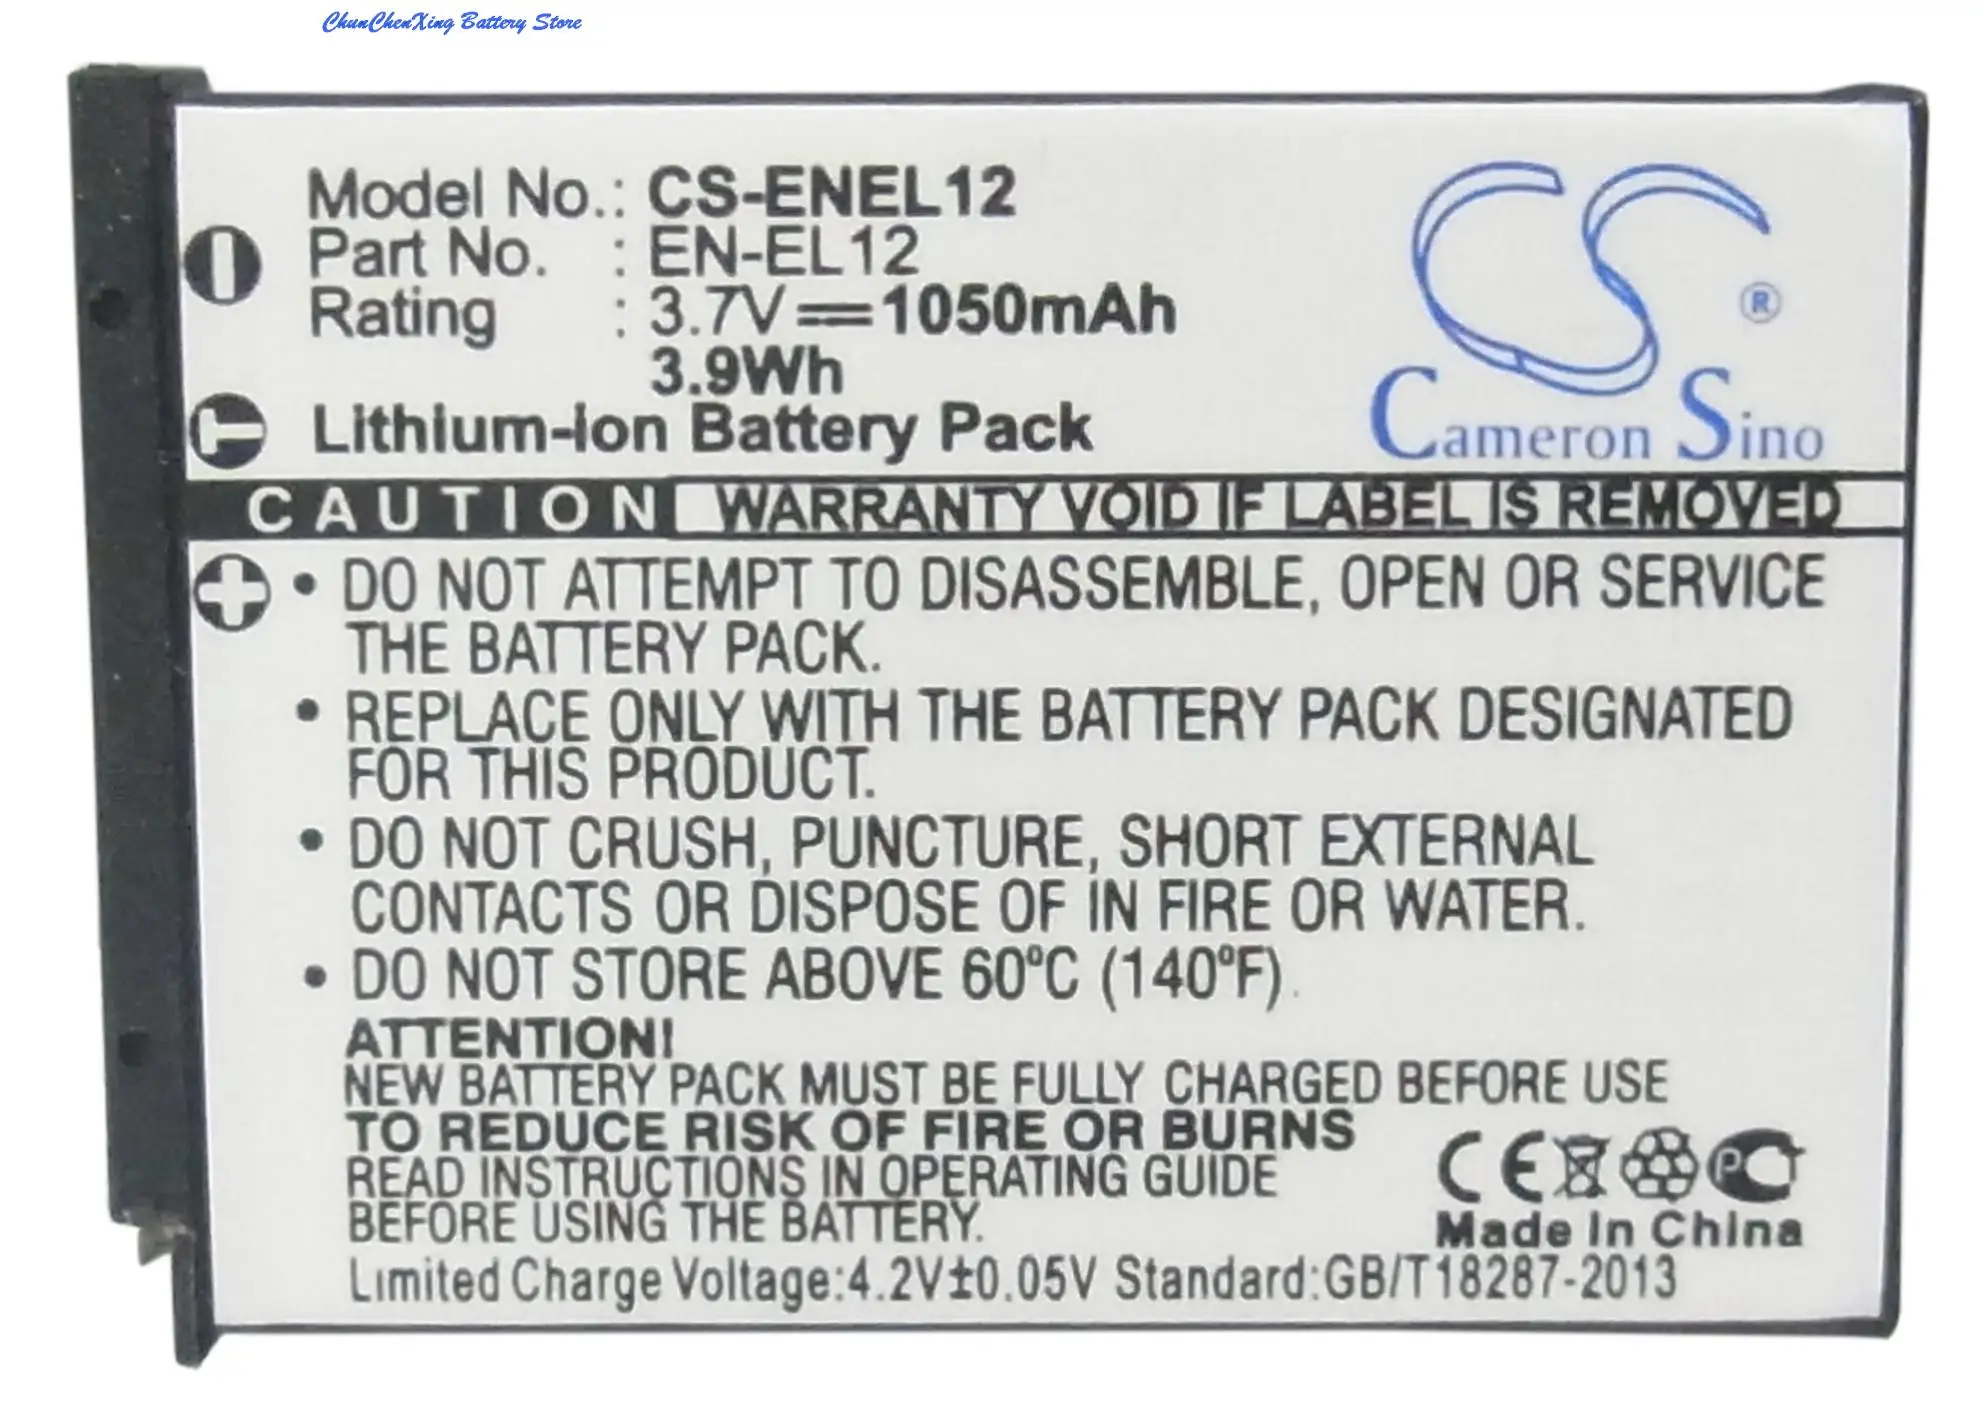 ChunChenXing Battery Store
Model No.: CS-ENEL12
Part No. : EN-EL12
Rating : 3.7V⎓1050mAh
3.9Wh
T Lithium-Ion Battery Pack
CS®
Cameron Sino
CAUTION WARRANTY VOID IF LABEL IS REMOVED
• DO NOT ATTEMPT TO DISASSEMBLE, OPEN OR SERVICE
THE BATTERY PACK.
• REPLACE ONLY WITH THE BATTERY PACK DESIGNATED
FOR THIS PRODUCT.
• DO NOT CRUSH, PUNCTURE, SHORT EXTERNAL
CONTACTS OR DISPOSE OF IN FIRE OR WATER.
• DO NOT STORE ABOVE 60°C (140°F).
ATTENTION!
NEW BATTERY PACK MUST BE FULLY CHARGED BEFORE USE
TO REDUCE RISK OF FIRE OR BURNS
READ INSTRUCTIONS IN OPERATING GUIDE
BEFORE USING THE BATTERY.
CE PC
Made In China
Limited Charge Voltage:4.2V±0.05V Standard:GB/T18287-2013